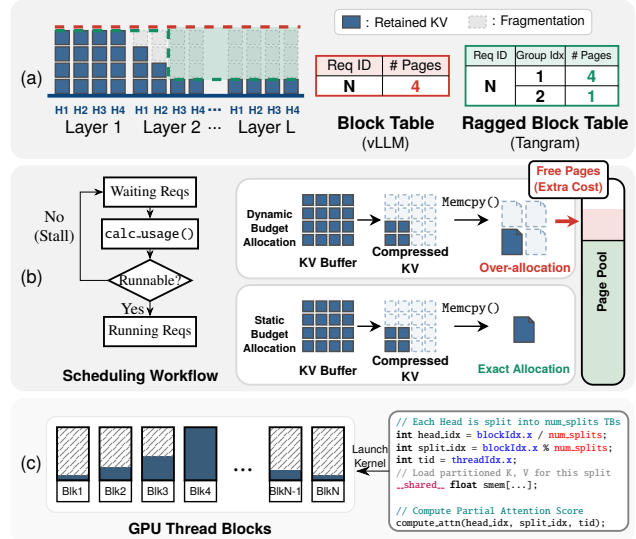 : Retained KV
: Fragmentation
(a)
H1 H2 H3 H4 H1 H2 H3 H4 ... H1 H2 H3 H4
Layer 1 Layer 2 ... Layer L
Req ID # Pages
N 4
Block Table
(vLLM)
Req ID Group Idx # Pages
N
1 4
2 1
Ragged Block Table
(Tangram)
(b)
Waiting Reqs
No
(Stall)
calc_usage()
Runnable?
Yes
Running Reqs
Scheduling Workflow
Dynamic
Budget
Allocation
KV Buffer
Compressed
KV
Memcpy()
Over-allocation
Free Pages
(Extra Cost)
Page Pool
Static
Budget
Allocation
KV Buffer
Compressed
KV
Memcpy()
Exact Allocation
(c)
Blk1 Blk2 Blk3 Blk4 ... BlkN-1 BlkN
GPU Thread Blocks
Launch
Kernel
// Each Head is split into num_splits TBs
int head_idx = blockIdx.x / num_splits;
int split_idx = blockIdx.x % num_splits;
int tid = threadIdx.x;
// Load partitioned K, V for this split
__shared__ float smem[...];
// Compute Partial Attention Score
compute_attn(head_idx, split_idx, tid);